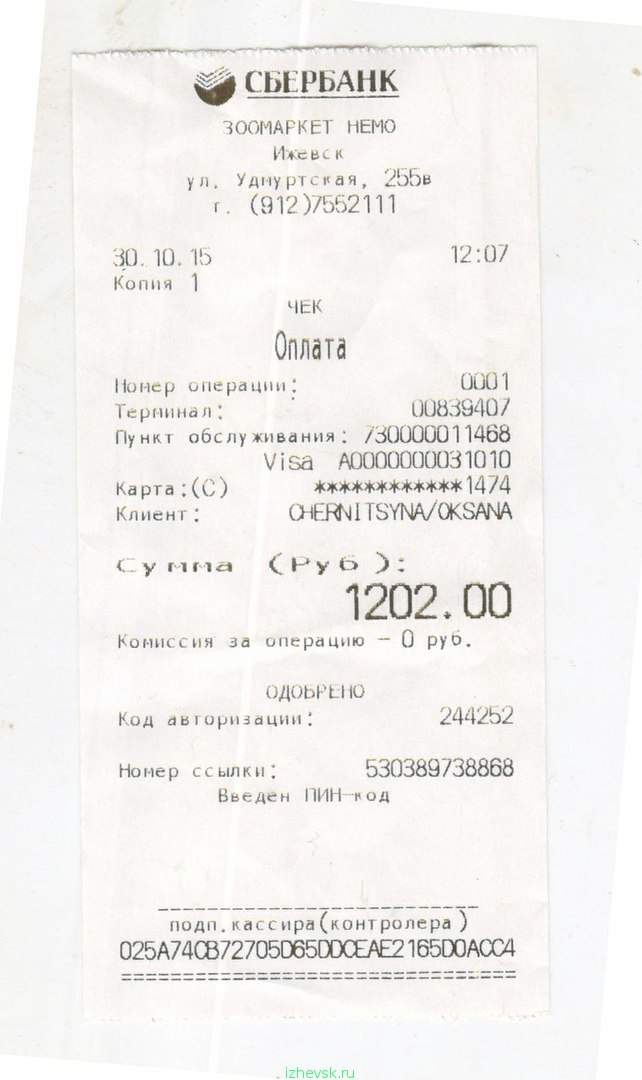 СБЕРБАНК
ЗООМАРКЕТ НЕМО
Ижевск
ул. Удмуртская, 255в
т. (912)7552111
30.10.15 12:07
Копия 1
ЧЕК
Оплата
Номер операции: 0001
Терминал: 00839407
Пункт обслуживания: 730000011468
Visa A0000000031010
Карта:(C) ************1474
Клиент: CHERNITSYNA/OKSANA
Сумма (Руб):
1202.00
Комиссия за операцию – 0 руб.
ОДОБРЕНО
Код авторизации: 244252
Номер ссылки: 530389738868
Введен ПИН-код
подп.кассира(контролера)
025A74CB72705D65DDCEAE2165D0ACC4
================================
izhevsk.ru